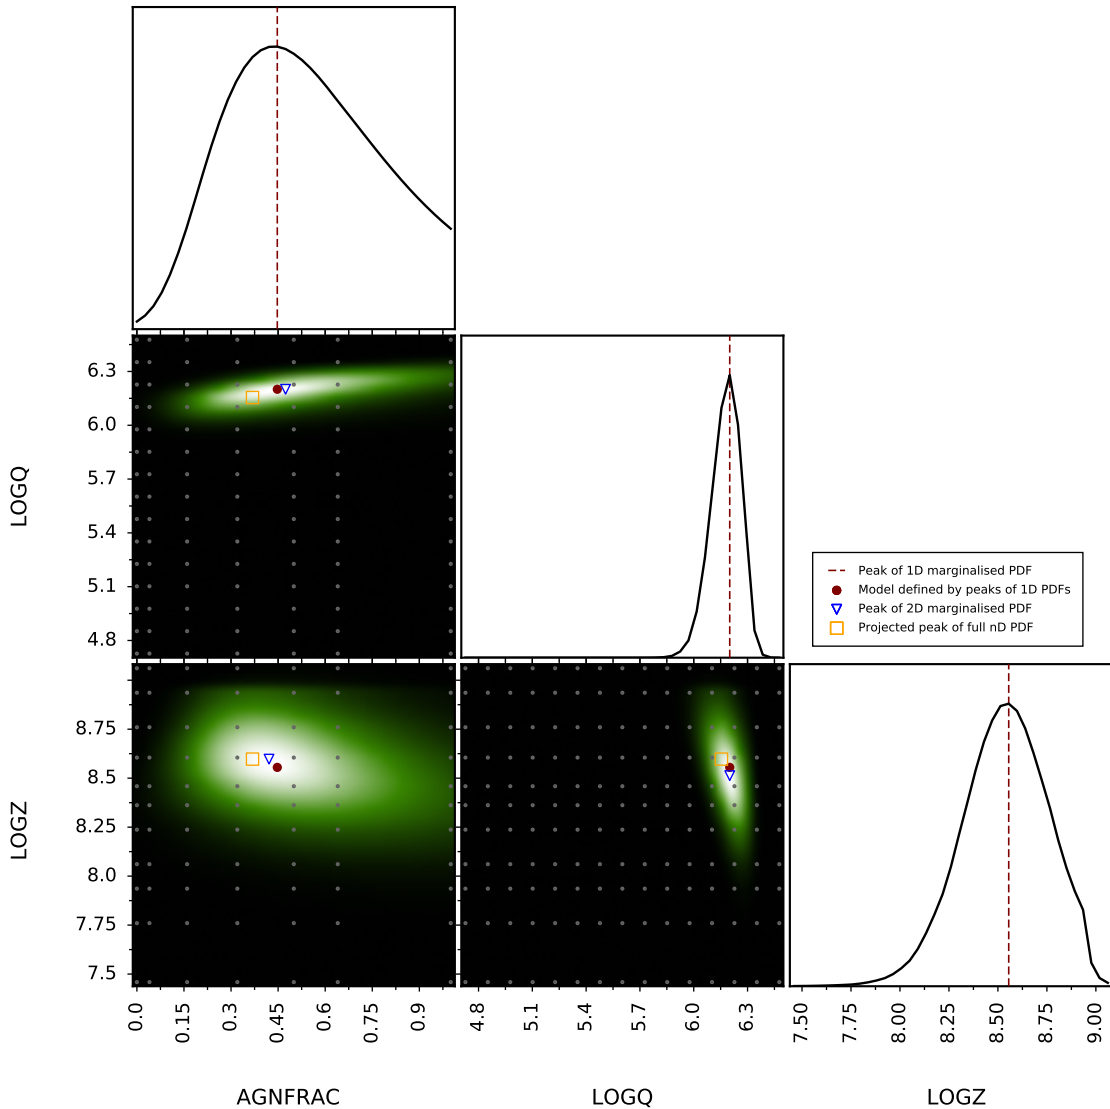 6.3
6.0
5.7
5.4
5.1
4.8
LOGQ
Peak of 1D marginalised PDF
Model defined by peaks of 1D PDFs
Peak of 2D marginalised PDF
Projected peak of full nD PDF
8.75
8.5
8.25
8.0
7.75
7.5
LOGZ
0.0 0.15 0.3 0.45 0.6 0.75 0.9
4.8 5.1 5.4 5.7 6.0 6.3
7.50 7.75 8.00 8.25 8.50 8.75 9.00
AGNFRAC LOGQ LOGZ